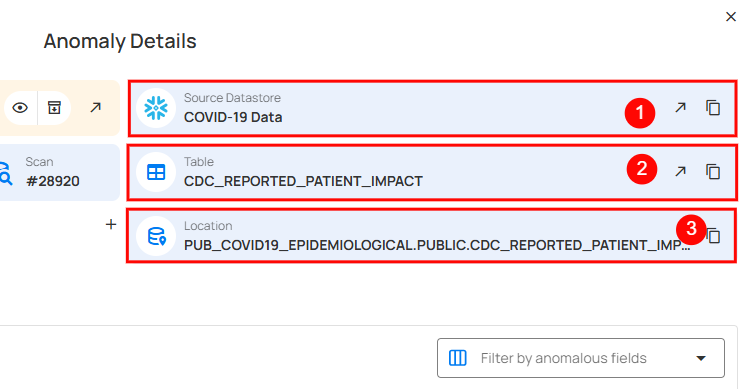 Anomaly Details
Source Datastore
COVID-19 Data
1
Scan
#28920
Table
CDC_REPORTED_PATIENT_IMPACT
2
Location
PUB_COVID19_EPIDEMIOLOGICAL.PUBLIC.CDC_REPORTED_PATIENT_IMP...
3
Filter by anomalous fields